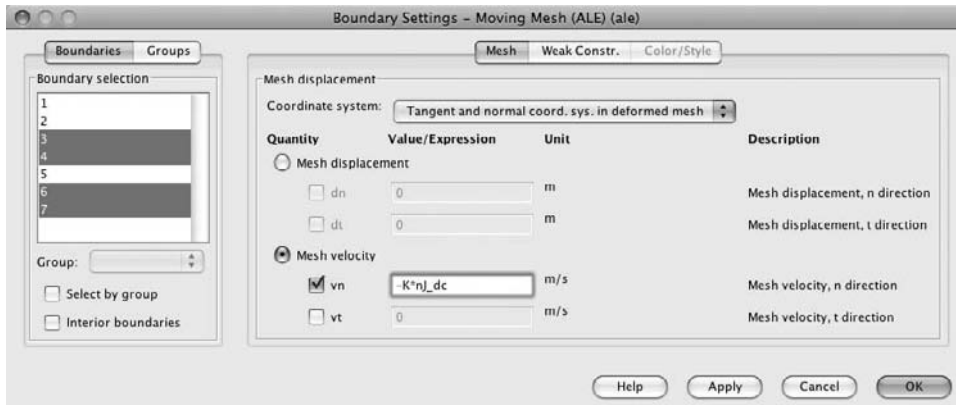 Boundary Settings – Moving Mesh (ALE) (ale)
Boundaries Groups
Boundary selection
1
2
3
4
5
6
7
Group:
Select by group
Interior boundaries
Mesh Weak Constr. Color/Style
Mesh displacement
Coordinate system: Tangent and normal coord. sys. in deformed mesh
Quantity Value/Expression Unit Description
Mesh displacement
dn 0 m Mesh displacement, n direction
dt 0 m Mesh displacement, t direction
Mesh velocity
vn -K*nJ_dc m/s Mesh velocity, n direction
vt 0 m/s Mesh velocity, t direction
Help Apply Cancel OK